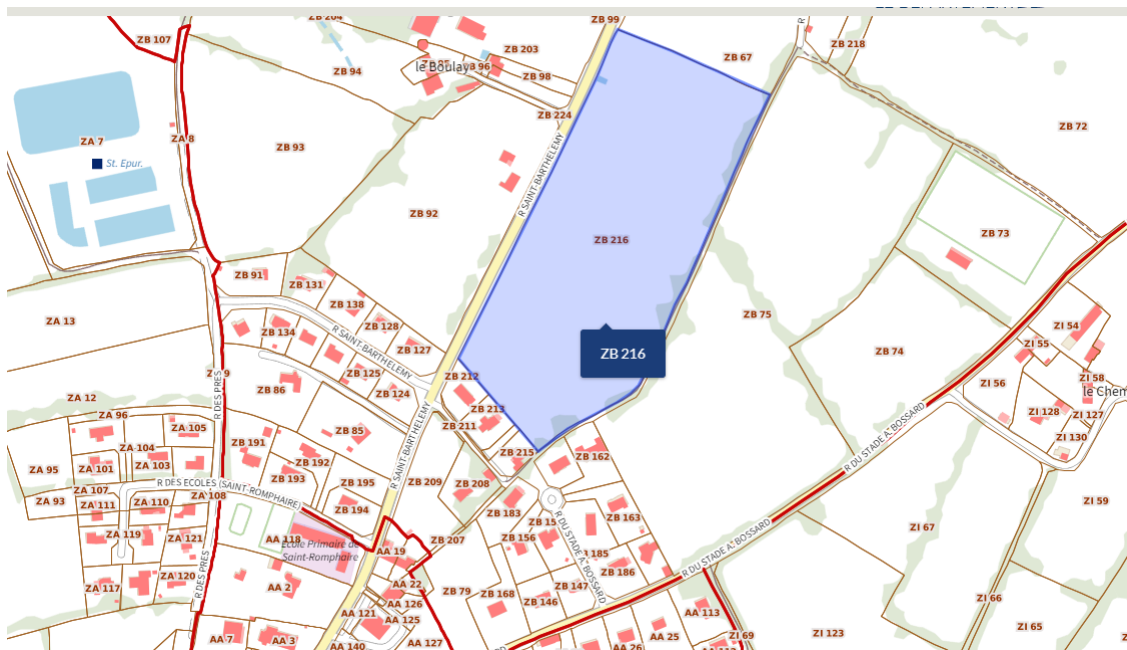 ZB 107
ZB 204
ZB 99
ZB 203
ZB 67
R
ZB 218
ZB 94
le Boulay
ZB 96
ZB 98
ZA 7
ZA 8
St. Epur.
ZB 93
ZB 224
R SAINT-BARTHELEMY
ZB 72
ZB 92
ZB 216
ZB 73
ZB 91
ZB 131
ZB 138
ZB 128
ZB 127
ZA 13
ZB 134
R SAINT-BARTHELEMY
ZB 75
ZI 54
ZI 55
ZB 74
ZB 216
ZB 125
ZB 124
ZB 212
ZB 86
R DES PRES
ZI 56
ZI 58
le Chem
ZA 12
ZA 96
ZA 105
ZB 213
ZB 211
ZI 128
ZI 127
ZI 130
ZA 104
ZA 103
ZA 101
ZA 95
ZB 191
ZB 85
R SAINT-BARTHELEMY
ZB 192
ZB 193
ZB 215
ZB 162
R DU STADE A. BOSSARD
ZA 107
ZA 93
ZA 111
ZA 110
ZA 108
R DES ECOLES (SAINT-ROMPHAIRE)
ZB 195
ZB 194
ZB 209
ZB 208
ZB 183
ZB 15
ZB 163
ZI 59
ZA 119
ZA 121
AA 118
Ecole Primaire de
Saint-Romphaire
AA 19
ZB 207
ZB 156
R DU STADE A. BOSSARD
185
ZB 186
R DU STADE A. BOSSARD
ZI 67
ZA 117
ZA 120
R DES PRES
AA 2
AA 22
AA 126
AA 125
AA 121
ZB 79
ZB 168
ZB 147
ZB 146
AA 113
ZI 66
AA 7
AA 3
AA 140
AA 127
AA 26
AA 25
ZI 69
ZI 123
ZI 65